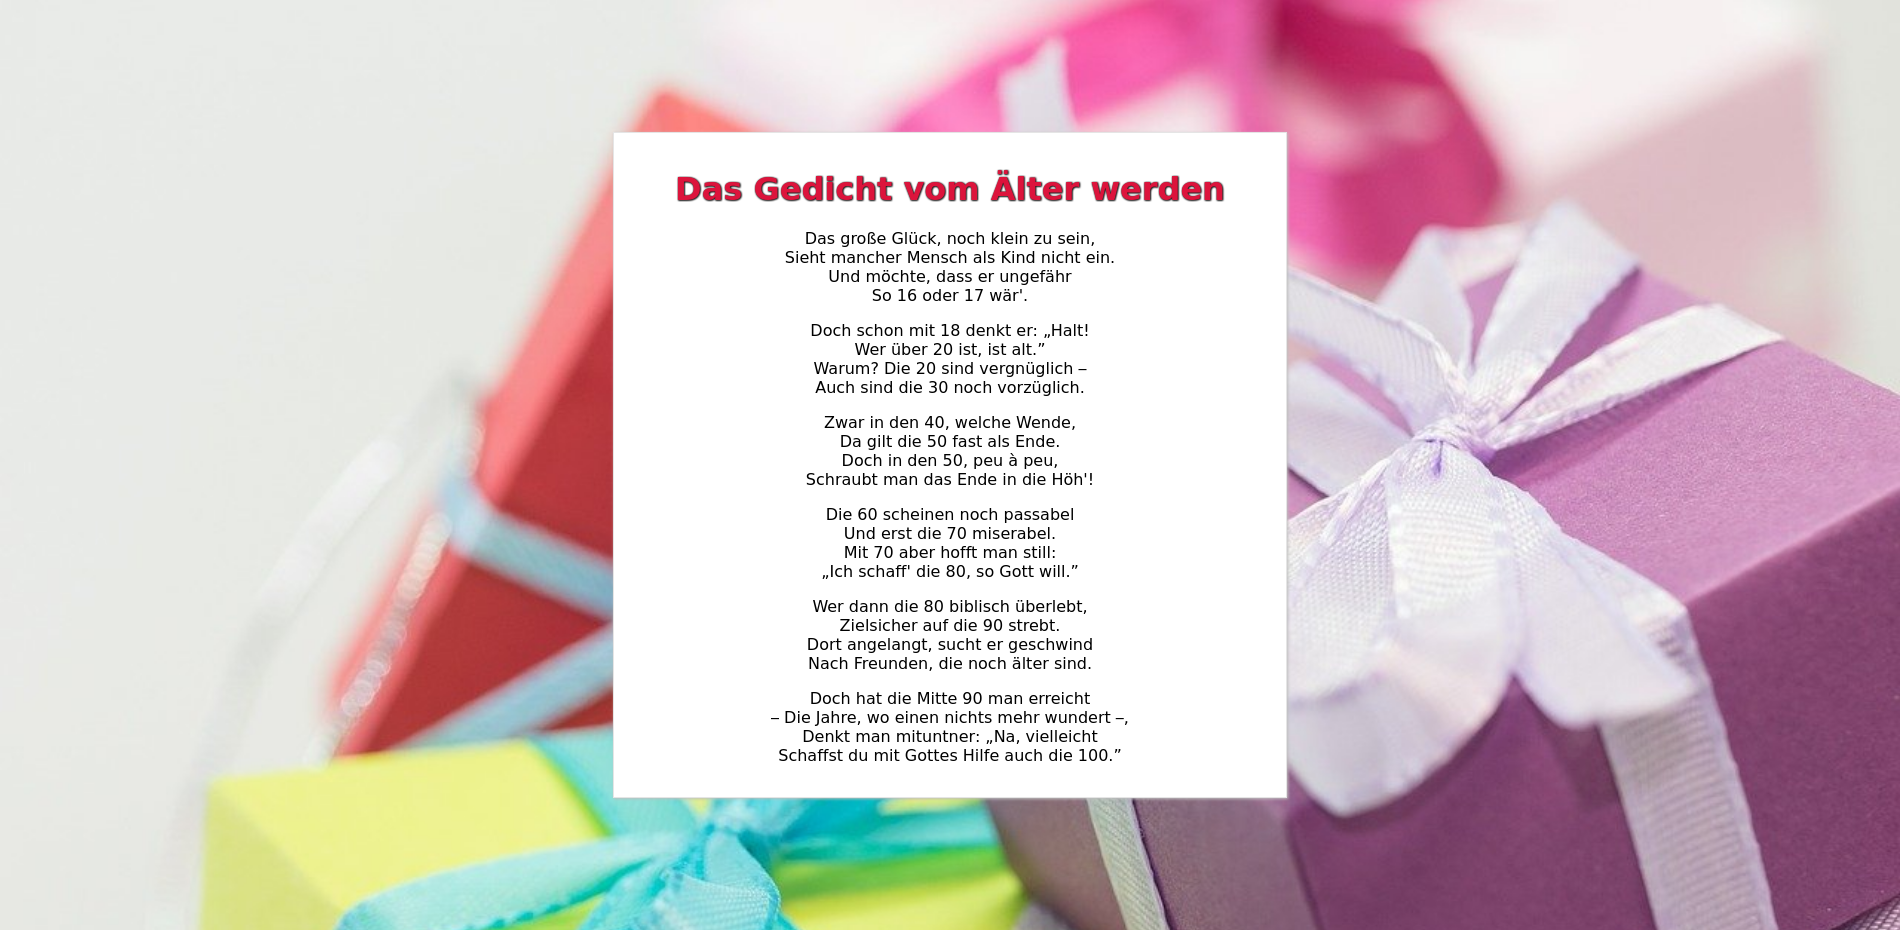 Das Gedicht vom Älter werden
Das große Glück, noch klein zu sein,
Sieht mancher Mensch als Kind nicht ein.
Und möchte, dass er ungefähr
So 16 oder 17 wär'.
Doch schon mit 18 denkt er: „Halt!
Wer über 20 ist, ist alt.”
Warum? Die 20 sind vergnüglich –
Auch sind die 30 noch vorzüglich.
Zwar in den 40, welche Wende,
Da gilt die 50 fast als Ende.
Doch in den 50, peu à peu,
Schraubt man das Ende in die Höh'!
Die 60 scheinen noch passabel
Und erst die 70 miserabel.
Mit 70 aber hofft man still:
„Ich schaff' die 80, so Gott will.”
Wer dann die 80 biblisch überlebt,
Zielsicher auf die 90 strebt.
Dort angelangt, sucht er geschwind
Nach Freunden, die noch älter sind.
Doch hat die Mitte 90 man erreicht
– Die Jahre, wo einen nichts mehr wundert –,
Denkt man mituntner: „Na, vielleicht
Schaffst du mit Gottes Hilfe auch die 100.”